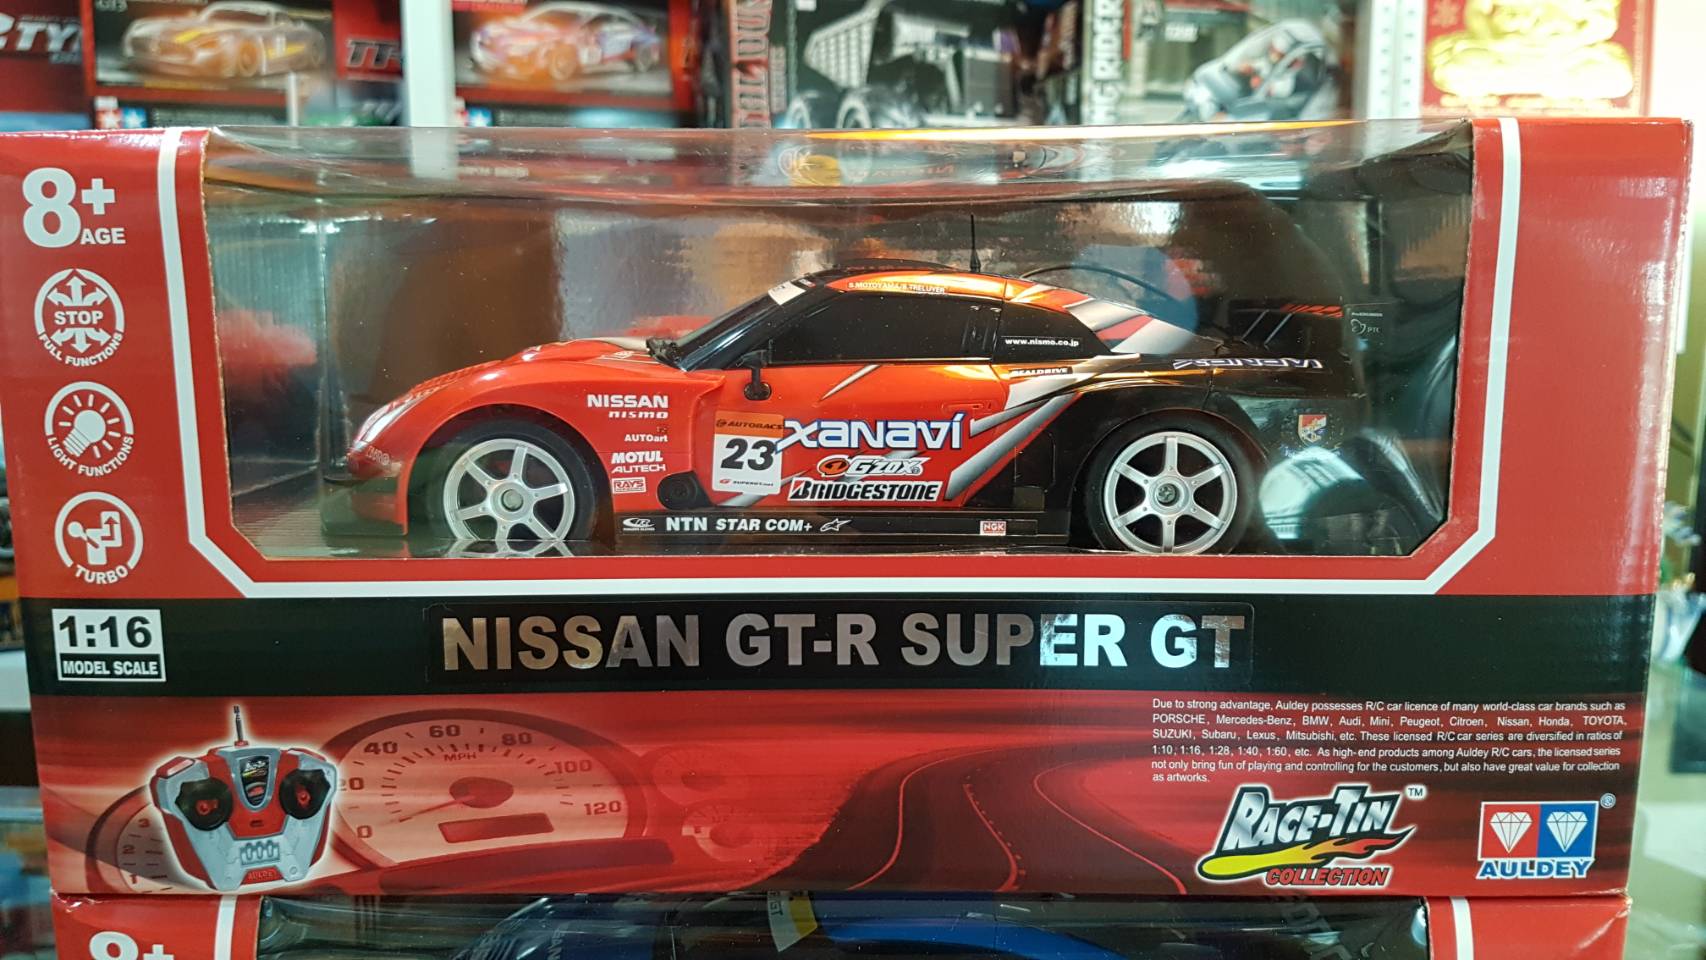 8+
AGE
STOP
FULL FUNCTIONS
LIGHT FUNCTIONS
TURBO
1:16
MODEL SCALE
S.MOTOYAMA/B.TRELUYER
www.nismo.co.jp
REALDRIVE
XANAVI
NISSAN
nismo
AUTOart
MOTUL
AUTECH
RAYS
AUTOBACS
23
SUPERGT.net
XANAVI
G'ZOX
BRIDGESTONE
NTN STAR COM+
NGK
NISSAN GT-R SUPER GT
0 20 40 60 80 100 120
MPH
Due to strong advantage, Auldey possesses R/C car licence of many world-class car brands such as
PORSCHE, Mercedes-Benz, BMW, Audi, Mini, Peugeot, Citroen, Nissan, Honda, TOYOTA,
SUZUKI, Subaru, Lexus, Mitsubishi, etc. These licensed R/C car series are diversified in ratios of
1:10, 1:16, 1:28, 1:40, 1:60, etc. As high-end products among Auldey R/C cars, the licensed series
not only bring fun of playing and controlling for the customers, but also have great value for collection
as artworks.
RACE-TIN™
COLLECTION
AULDEY®
8+